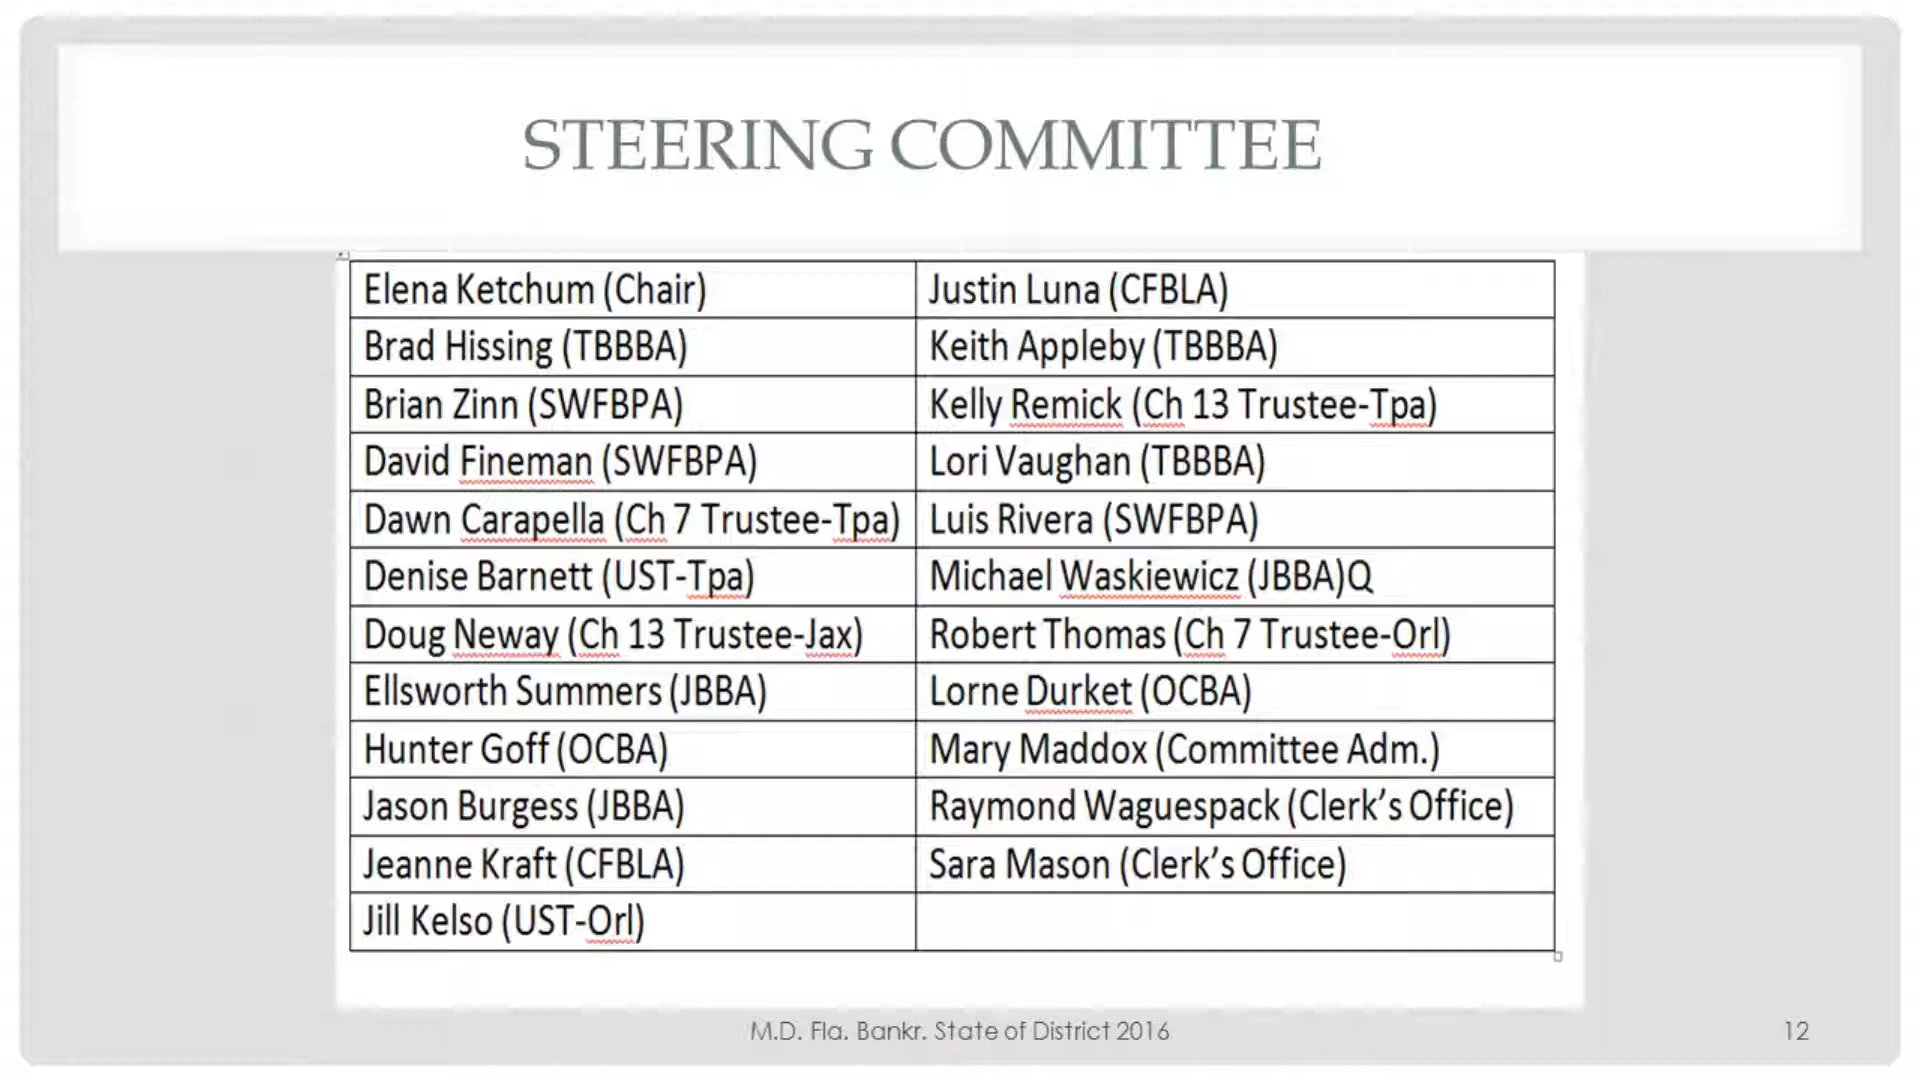 STEERING COMMITTEE
Elena Ketchum (Chair) Justin Luna (CFBLA)
Brad Hissing (TBBBA) Keith Appleby (TBBBA)
Brian Zinn (SWFBPA) Kelly Remick (Ch 13 Trustee-Tpa)
David Fineman (SWFBPA) Lori Vaughan (TBBBA)
Dawn Carapella (Ch 7 Trustee-Tpa) Luis Rivera (SWFBPA)
Denise Barnett (UST-Tpa) Michael Waskiewicz (JBBA)Q
Doug Neway (Ch 13 Trustee-Jax) Robert Thomas (Ch 7 Trustee-Orl)
Ellsworth Summers (JBBA) Lorne Durket (OCBA)
Hunter Goff (OCBA) Mary Maddox (Committee Adm.)
Jason Burgess (JBBA) Raymond Waguespack (Clerk’s Office)
Jeanne Kraft (CFBLA) Sara Mason (Clerk’s Office)
Jill Kelso (UST-Orl)
M.D. Fla. Bankr. State of District 2016 12